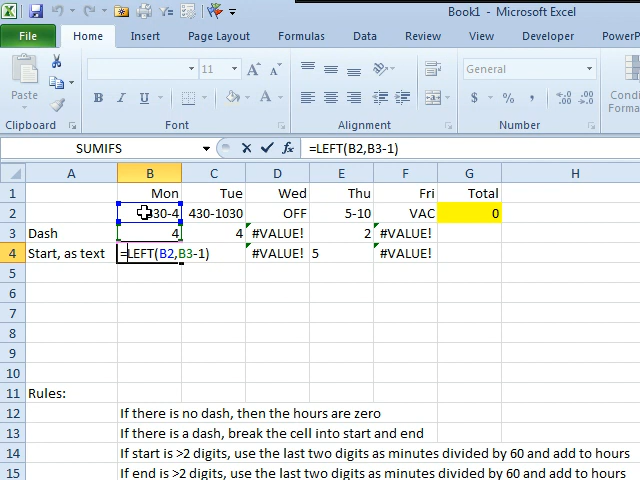 Book1 - Microsoft Excel
File Home Insert Page Layout Formulas Data Review Developer PowerP
Paste
11 A A General
B I U A $ % , .00
Condi
Form
Clipboard Font Alignment Number
SUMIFS fx =LEFT(B2,B3-1)
A B C D E F G H
1 Mon Tue Wed Thu Fri Total
2 30-4 430-1030 OFF 5-10 VAC 0
3 Dash 4 4 #VALUE! 2 #VALUE!
4 Start, as text =LEFT(B2,B3-1) #VALUE! 5 #VALUE!
5
6
7
8
9
10
11 Rules:
12 If there is no dash, then the hours are zero
13 If there is a dash, break the cell into start and end
14 If start is >2 digits, use the last two digits as minutes divided by 60 and add to hours
15 If end is >2 digits, use the last two digits as minutes divided by 60 and add to hours